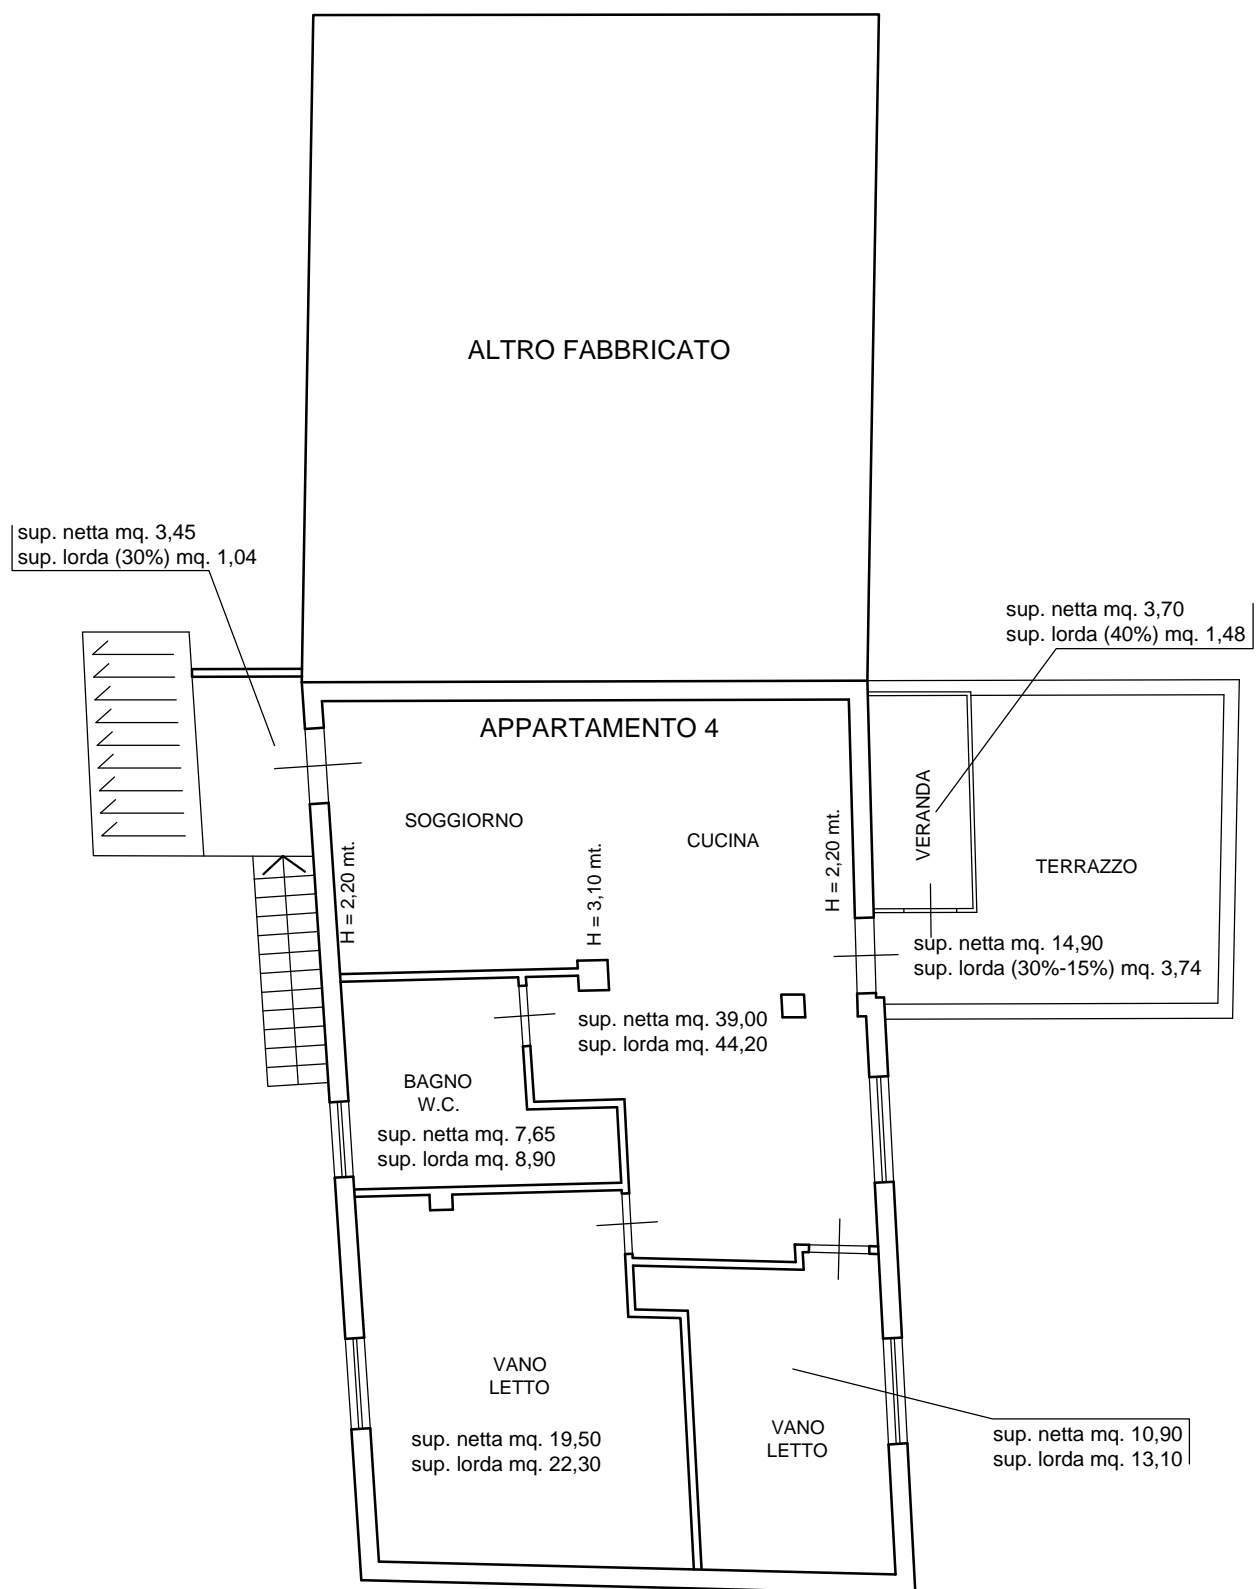 ALTRO FABBRICATO
sup. netta mq. 3,45
sup. lorda (30%) mq. 1,04
sup. netta mq. 3,70
sup. lorda (40%) mq. 1,48
APPARTAMENTO 4
SOGGIORNO
CUCINA
VERANDA
TERRAZZO
H = 2,20 mt.
H = 3,10 mt.
H = 2,20 mt.
sup. netta mq. 14,90
sup. lorda (30%-15%) mq. 3,74
sup. netta mq. 39,00
sup. lorda mq. 44,20
BAGNO
W.C.
sup. netta mq. 7,65
sup. lorda mq. 8,90
VANO
LETTO
sup. netta mq. 19,50
sup. lorda mq. 22,30
VANO
LETTO
sup. netta mq. 10,90
sup. lorda mq. 13,10